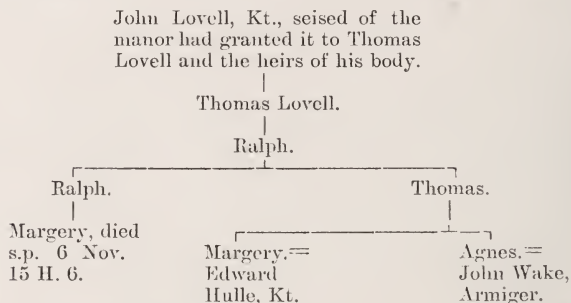 John Lovell, Kt., seised of the
manor had granted it to Thomas
Lovell and the heirs of his body.
Thomas Lovell.
Ralph.
Ralph.
Thomas.
Margery, died
s.p. 6 Nov.
15 H. 6.
Margery.=
Edward
Hulle, Kt.
Agnes.=
John Wake,
Armiger.